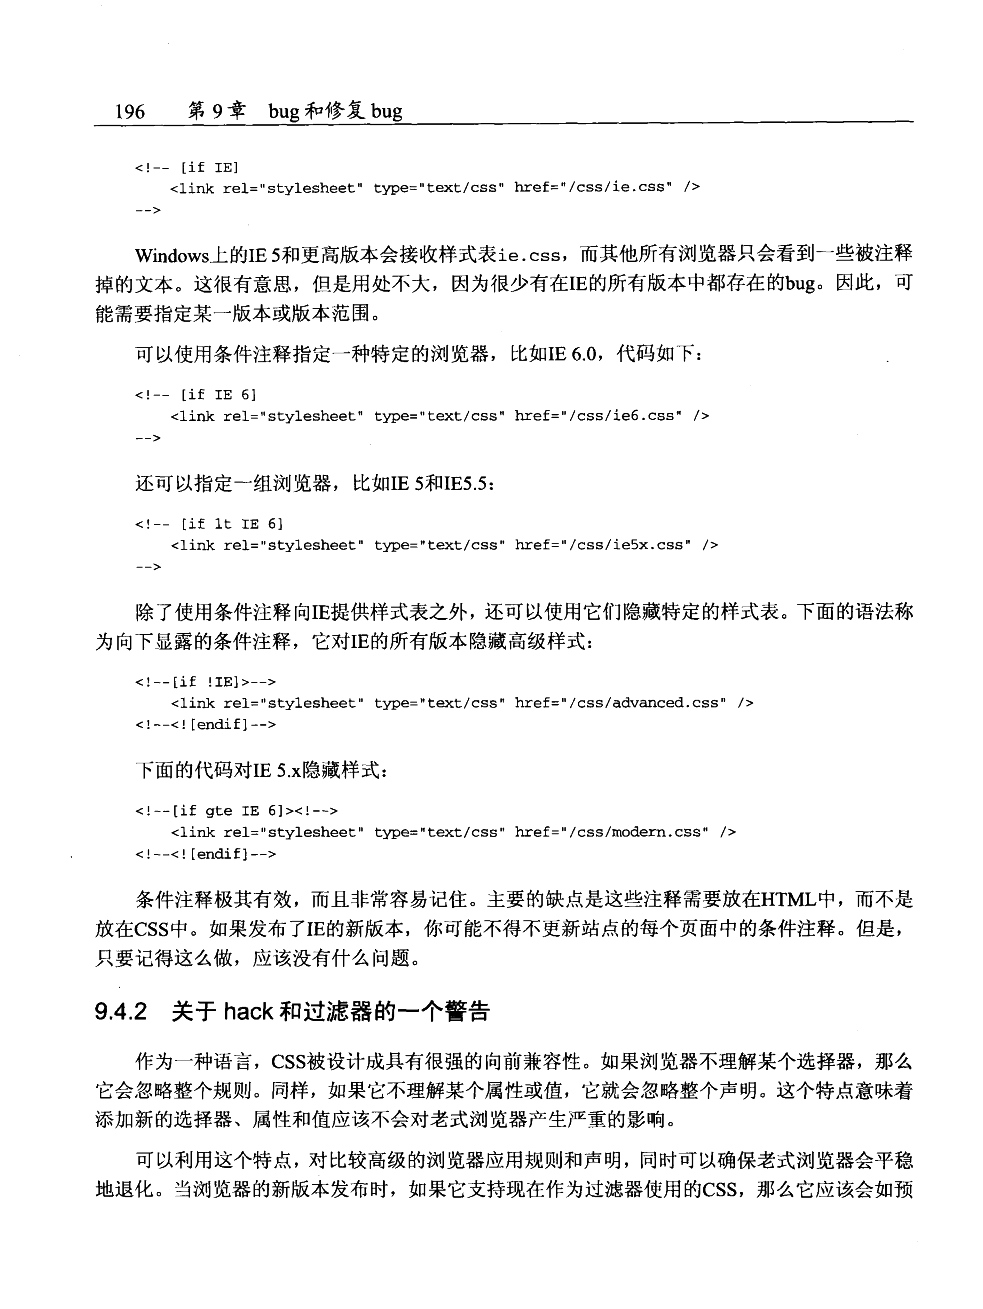 196 第9章 bug和修复bug
<!-- [if IE]
<link rel="stylesheet" type="text/css" href="/css/ie.css" />
-->
Windows上的IE 5和更高版本会接收样式表ie.css，而其他所有浏览器只会看到一些被注释
掉的文本。这很有意思，但是用处不大，因为很少有在IE的所有版本中都存在的bug。因此，可
能需要指定某一版本或版本范围。
可以使用条件注释指定一种特定的浏览器，比如IE 6.0，代码如下：
<!-- [if IE 6]
<link rel="stylesheet" type="text/css" href="/css/ie6.css" />
-->
还可以指定一组浏览器，比如IE 5和IE5.5：
<!-- [if lt IE 6]
<link rel="stylesheet" type="text/css" href="/css/ie5x.css" />
-->
除了使用条件注释向IE提供样式表之外，还可以使用它们隐藏特定的样式表。下面的语法称
为向下显露的条件注释，它对IE的所有版本隐藏高级样式：
<!--[if !IE]>-->
<link rel="stylesheet" type="text/css" href="/css/advanced.css" />
<!--<![endif]-->
下面的代码对IE 5.x隐藏样式：
<!--[if gte IE 6]><!-->
<link rel="stylesheet" type="text/css" href="/css/modern.css" />
<!--<![endif]-->
条件注释极其有效，而且非常容易记住。主要的缺点是这些注释需要放在HTML中，而不是
放在CSS中。如果发布了IE的新版本，你可能不得不更新站点的每个页面中的条件注释。但是，
只要记得这么做，应该没有什么问题。
9.4.2 关于 hack 和过滤器的一个警告
作为一种语言，CSS被设计成具有很强的向前兼容性。如果浏览器不理解某个选择器，那么
它会忽略整个规则。同样，如果它不理解某个属性或值，它就会忽略整个声明。这个特点意味着
添加新的选择器、属性和值应该不会对老式浏览器产生严重的影响。
可以利用这个特点，对比较高级的浏览器应用规则和声明，同时可以确保老式浏览器会平稳
地退化。当浏览器的新版本发布时，如果它支持现在作为过滤器使用的CSS，那么它应该会如预